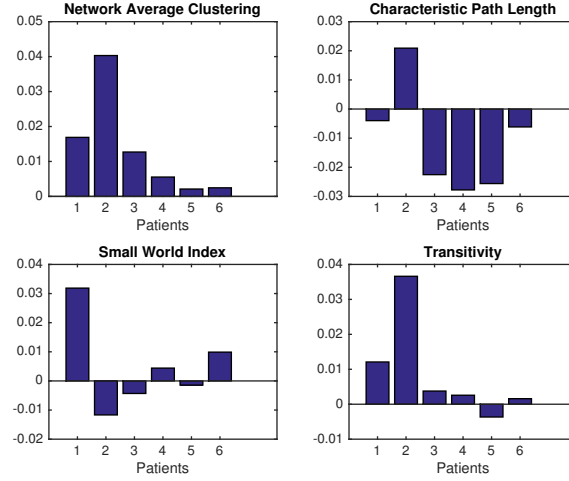 Network Average Clustering
0.05
0.04
0.03
0.02
0.01
0
1 2 3 4 5 6
Patients
Characteristic Path Length
0.03
0.02
0.01
0
-0.01
-0.02
-0.03
1 2 3 4 5 6
Patients
Small World Index
0.04
0.03
0.02
0.01
0
-0.01
-0.02
1 2 3 4 5 6
Patients
Transitivity
0.04
0.03
0.02
0.01
0
-0.01
1 2 3 4 5 6
Patients